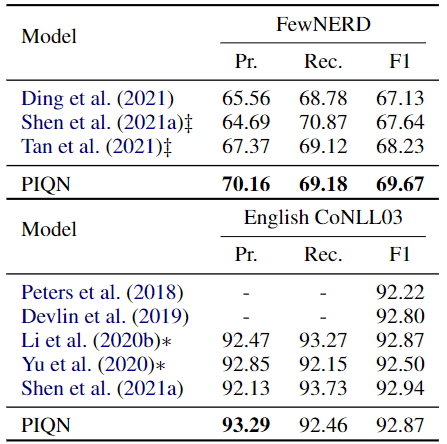 Model FewNERD
Pr. Rec. F1
Ding et al. (2021) 65.56 68.78 67.13
Shen et al. (2021a)‡ 64.69 70.87 67.64
Tan et al. (2021)‡ 67.37 69.12 68.23
PIQN 70.16 69.18 69.67
Model English CoNLL03
Pr. Rec. F1
Peters et al. (2018) - - 92.22
Devlin et al. (2019) - - 92.80
Li et al. (2020b)∗ 92.47 93.27 92.87
Yu et al. (2020)∗ 92.85 92.15 92.50
Shen et al. (2021a) 92.13 93.73 92.94
PIQN 93.29 92.46 92.87